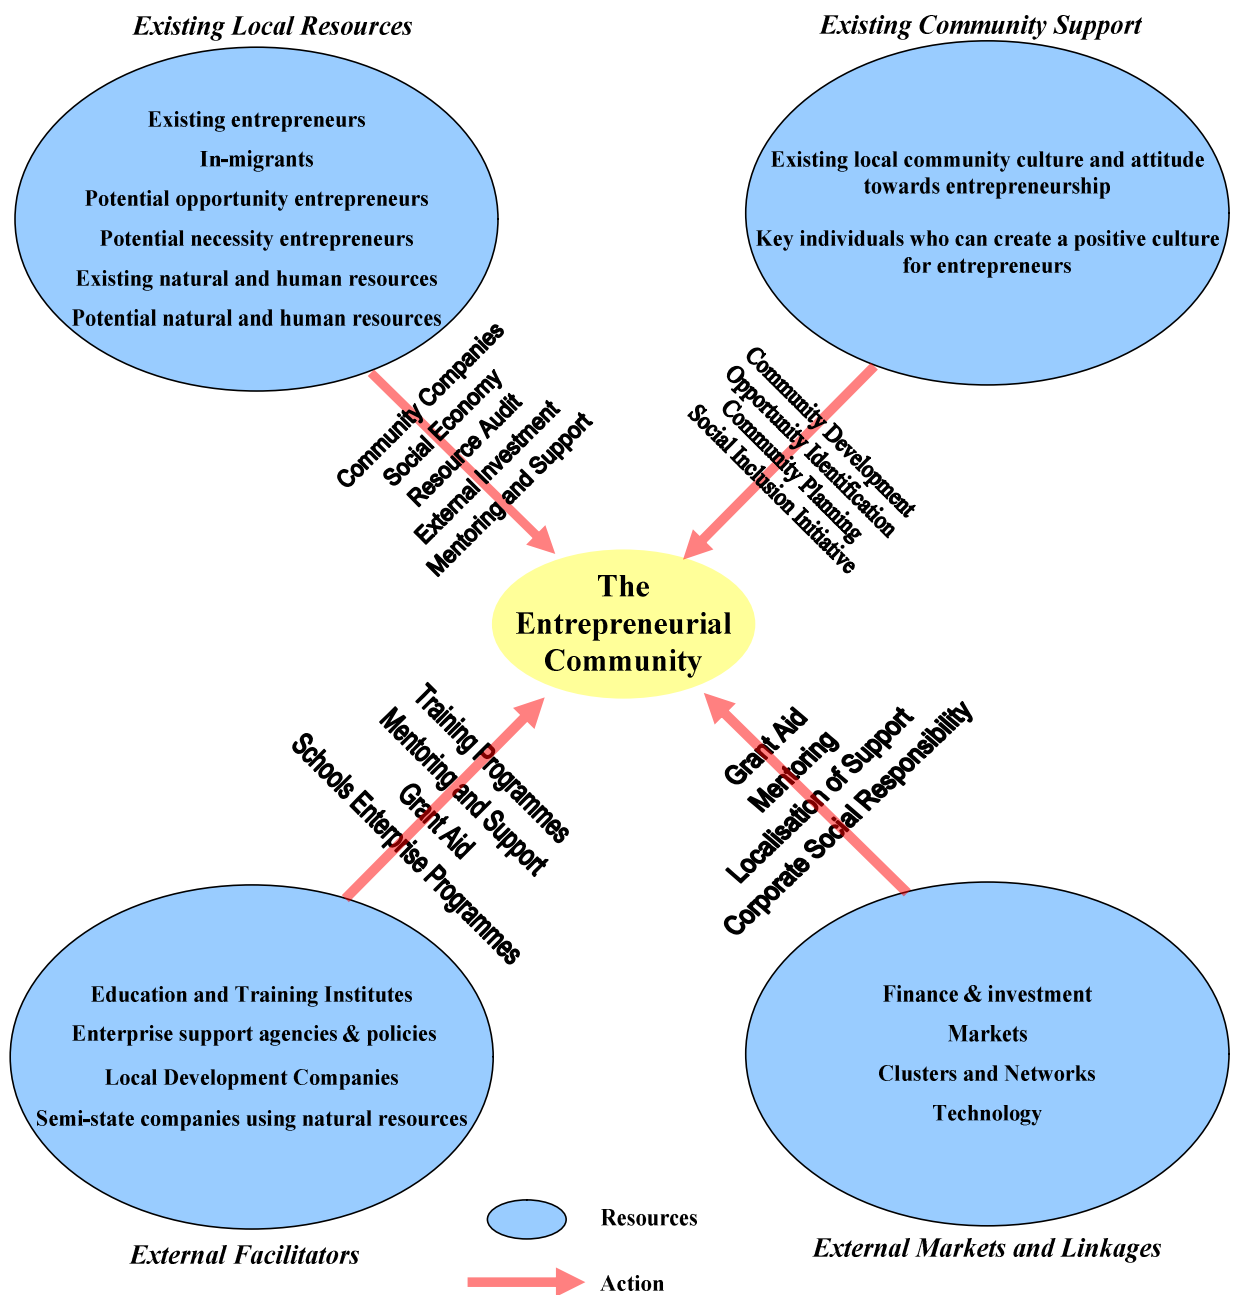 Existing Local Resources
Existing Community Support
Existing entrepreneurs
In-migrants
Potential opportunity entrepreneurs
Potential necessity entrepreneurs
Existing natural and human resources
Potential natural and human resources
Existing local community culture and attitude
towards entrepreneurship
Key individuals who can create a positive culture
for entrepreneurs
Community Companies
Social Economy
Resource Audit
External Investment
Mentoring and Support
Community Development
Opportunity Identification
Community Planning
Social Inclusion Initiative
The
Entrepreneurial
Community
Training Programmes
Mentoring and Support
Grant Aid
Schools Enterprise Programmes
Grant Aid
Mentoring
Localisation of Support
Corporate Social Responsibility
Education and Training Institutes
Enterprise support agencies & policies
Local Development Companies
Semi-state companies using natural resources
Finance & investment
Markets
Clusters and Networks
Technology
External Facilitators
External Markets and Linkages
Resources
Action